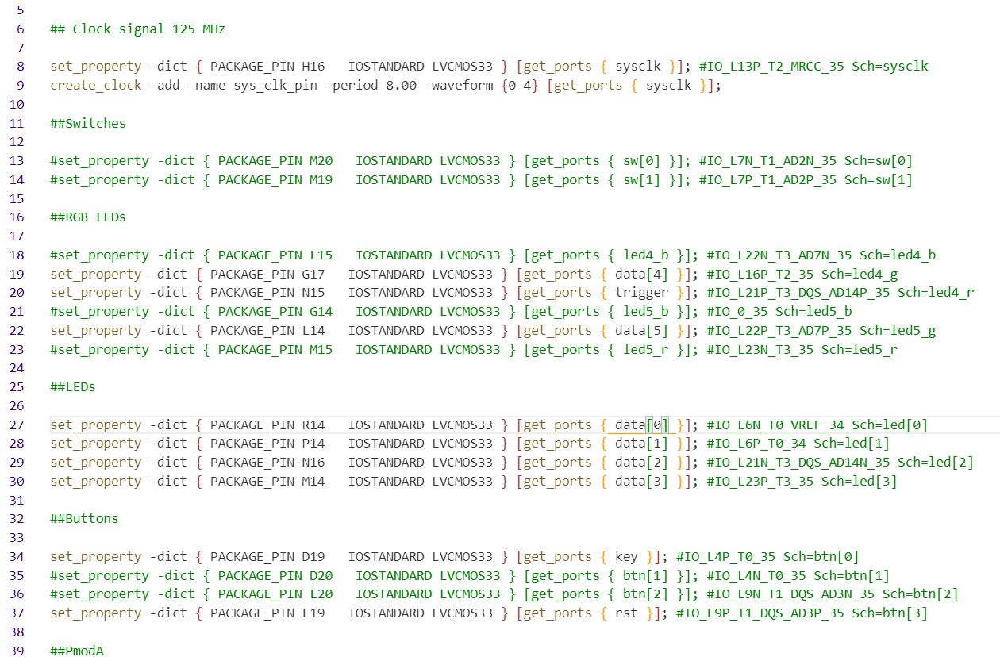 5
6 ## Clock signal 125 MHz
7
8 set_property -dict { PACKAGE_PIN H16   IOSTANDARD LVCMOS33 } [get_ports { sysclk }]; #IO_L13P_T2_MRCC_35 Sch=sysclk
9 create_clock -add -name sys_clk_pin -period 8.00 -waveform {0 4} [get_ports { sysclk }];
10
11 ##Switches
12
13 #set_property -dict { PACKAGE_PIN M20   IOSTANDARD LVCMOS33 } [get_ports { sw[0] }]; #IO_L7N_T1_AD2N_35 Sch=sw[0]
14 #set_property -dict { PACKAGE_PIN M19   IOSTANDARD LVCMOS33 } [get_ports { sw[1] }]; #IO_L7P_T1_AD2P_35 Sch=sw[1]
15
16 ##RGB LEDs
17
18 #set_property -dict { PACKAGE_PIN L15   IOSTANDARD LVCMOS33 } [get_ports { led4_b }]; #IO_L22N_T3_AD7N_35 Sch=led4_b
19 set_property -dict { PACKAGE_PIN G17   IOSTANDARD LVCMOS33 } [get_ports { data[4] }]; #IO_L16P_T2_35 Sch=led4_g
20 set_property -dict { PACKAGE_PIN N15   IOSTANDARD LVCMOS33 } [get_ports { trigger }]; #IO_L21P_T3_DQS_AD14P_35 Sch=led4_r
21 #set_property -dict { PACKAGE_PIN G14   IOSTANDARD LVCMOS33 } [get_ports { led5_b }]; #IO_0_35 Sch=led5_b
22 set_property -dict { PACKAGE_PIN L14   IOSTANDARD LVCMOS33 } [get_ports { data[5] }]; #IO_L22P_T3_AD7P_35 Sch=led5_g
23 #set_property -dict { PACKAGE_PIN M15   IOSTANDARD LVCMOS33 } [get_ports { led5_r }]; #IO_L23N_T3_35 Sch=led5_r
24
25 ##LEDs
26
27 set_property -dict { PACKAGE_PIN R14   IOSTANDARD LVCMOS33 } [get_ports { data[0] }]; #IO_L6N_T0_VREF_34 Sch=led[0]
28 set_property -dict { PACKAGE_PIN P14   IOSTANDARD LVCMOS33 } [get_ports { data[1] }]; #IO_L6P_T0_34 Sch=led[1]
29 set_property -dict { PACKAGE_PIN N16   IOSTANDARD LVCMOS33 } [get_ports { data[2] }]; #IO_L21N_T3_DQS_AD14N_35 Sch=led[2]
30 set_property -dict { PACKAGE_PIN M14   IOSTANDARD LVCMOS33 } [get_ports { data[3] }]; #IO_L23P_T3_35 Sch=led[3]
31
32 ##Buttons
33
34 set_property -dict { PACKAGE_PIN D19   IOSTANDARD LVCMOS33 } [get_ports { key }]; #IO_L4P_T0_35 Sch=btn[0]
35 #set_property -dict { PACKAGE_PIN D20   IOSTANDARD LVCMOS33 } [get_ports { btn[1] }]; #IO_L4N_T0_35 Sch=btn[1]
36 #set_property -dict { PACKAGE_PIN L20   IOSTANDARD LVCMOS33 } [get_ports { btn[2] }]; #IO_L9N_T1_DQS_AD3N_35 Sch=btn[2]
37 set_property -dict { PACKAGE_PIN L19   IOSTANDARD LVCMOS33 } [get_ports { rst }]; #IO_L9P_T1_DQS_AD3P_35 Sch=btn[3]
38
39 ##PmodA